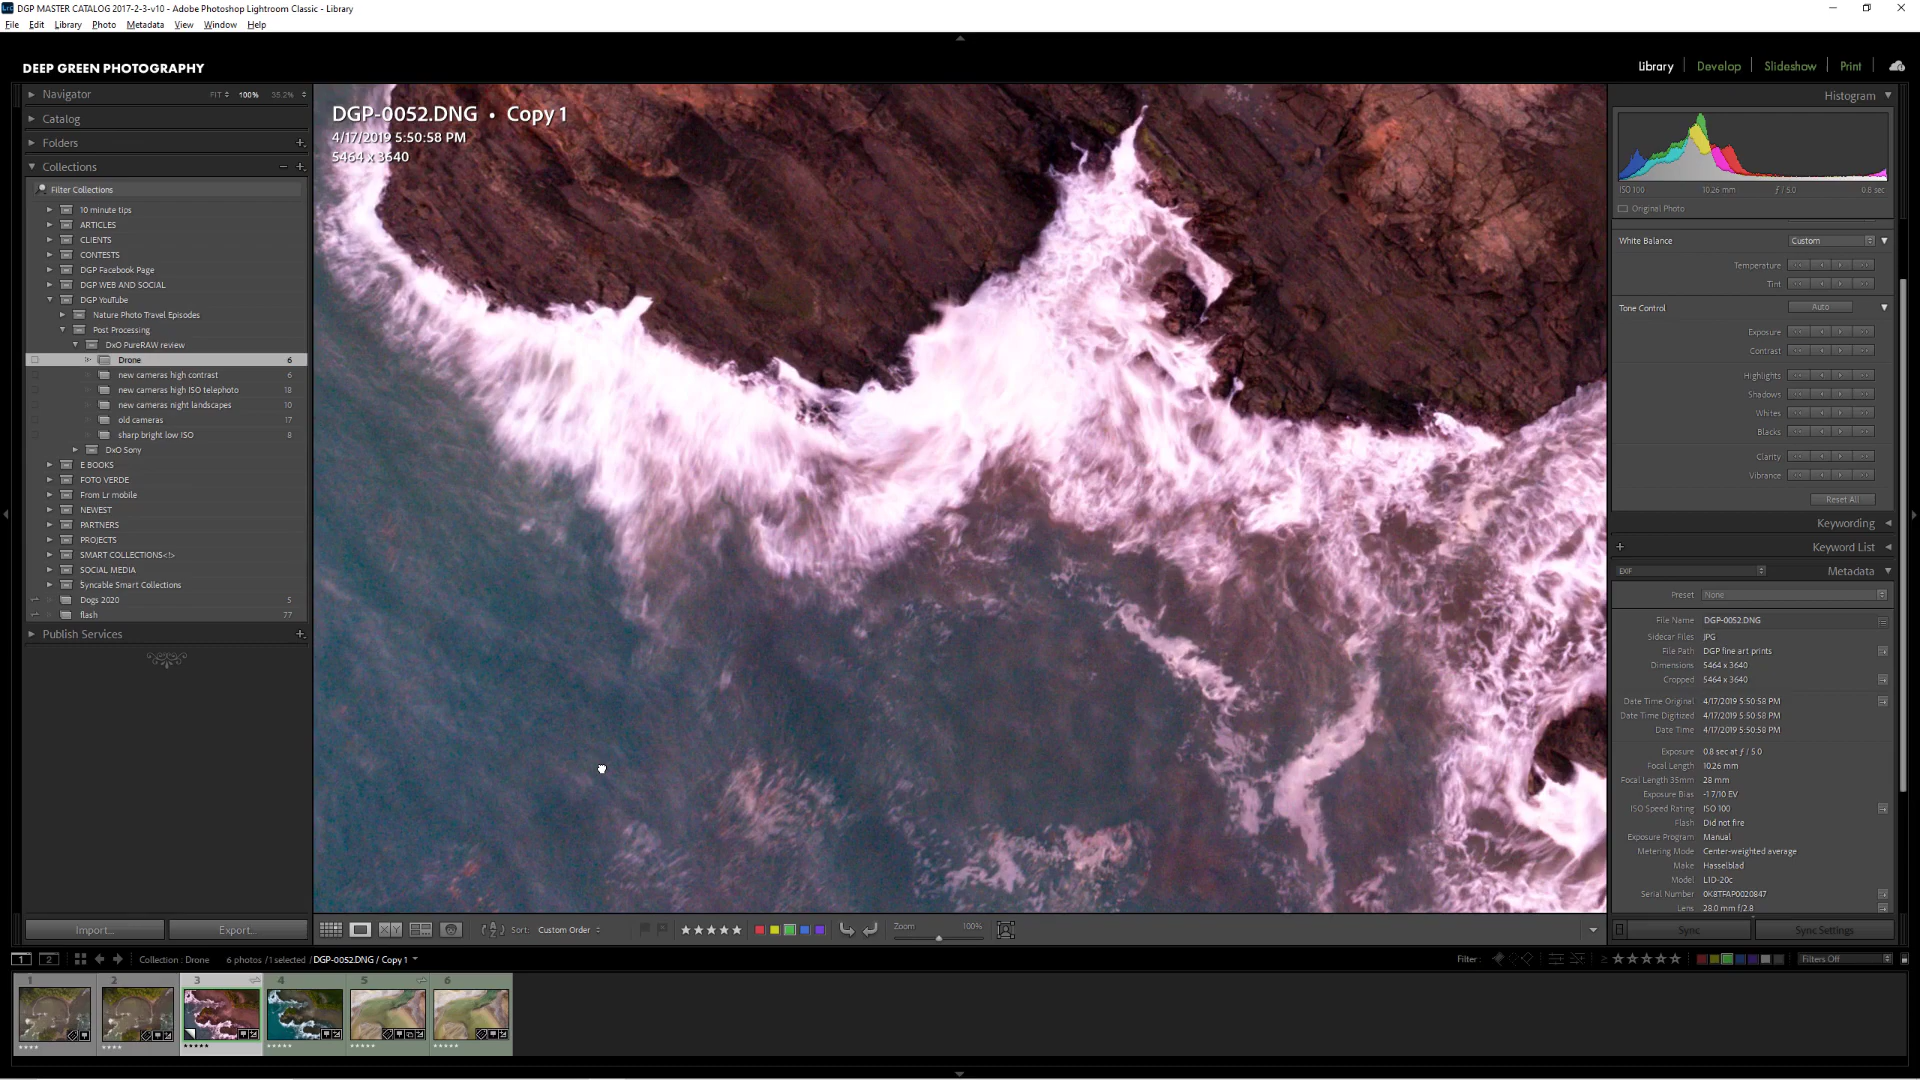 DGP MASTER CATALOG 2017-2-3-v10 - Adobe Photoshop Lightroom Classic - Library
File Edit Library Photo Metadata View Window Help
DEEP GREEN PHOTOGRAPHY
Library Develop Slideshow Print
Navigator FIT 100% 35.2%
Catalog
Folders
Collections
Filter Collections
10 minute tips
ARTICLES
CLIENTS
CONTESTS
DGP Facebook Page
DGP WEB AND SOCIAL
DGP YouTube
Nature Photo Travel Episodes
Post Processing
DxO PureRAW review
Drone 6
new cameras high contrast 6
new cameras high ISO telephoto 18
new cameras night landscapes 10
old cameras 17
sharp bright low ISO 8
DxO Sony
E BOOKS
FOTO VERDE
From Lr mobile
NEWEST
PARTNERS
PROJECTS
SMART COLLECTIONS<!>
SOCIAL MEDIA
Syncable Smart Collections
Dogs 2020 5
flash 77
Publish Services
Import... Export...
DGP-0052.DNG • Copy 1
4/17/2019 5:50:58 PM
5464 x 3640
Sort: Custom Order
Zoom 100%
Histogram
ISO 100 10.26 mm ƒ / 5.0 0.8 sec
Original Photo
White Balance Custom
Temperature
Tint
Tone Control Auto
Exposure
Contrast
Highlights
Shadows
Whites
Blacks
Clarity
Vibrance
Reset All
Keywording
Keyword List
EXIF Metadata
Preset None
File Name DGP-0052.DNG
Sidecar Files JPG
File Path DGP fine art prints
Dimensions 5464 x 3640
Cropped 5464 x 3640
Date Time Original 4/17/2019 5:50:58 PM
Date Time Digitized 4/17/2019 5:50:58 PM
Date Time 4/17/2019 5:50:58 PM
Exposure 0.8 sec at ƒ / 5.0
Focal Length 10.26 mm
Focal Length 35mm 28 mm
Exposure Bias -1 7/10 EV
ISO Speed Rating ISO 100
Flash Did not fire
Exposure Program Manual
Metering Mode Center-weighted average
Make Hasselblad
Model L1D-20c
Serial Number 0K8TFAP0020847
Lens 28.0 mm f/2.8
Sync Sync Settings
1 2 Collection : Drone 6 photos / 1 selected / DGP-0052.DNG / Copy 1
Filter : Filters Off
1 2 3 4 5 6